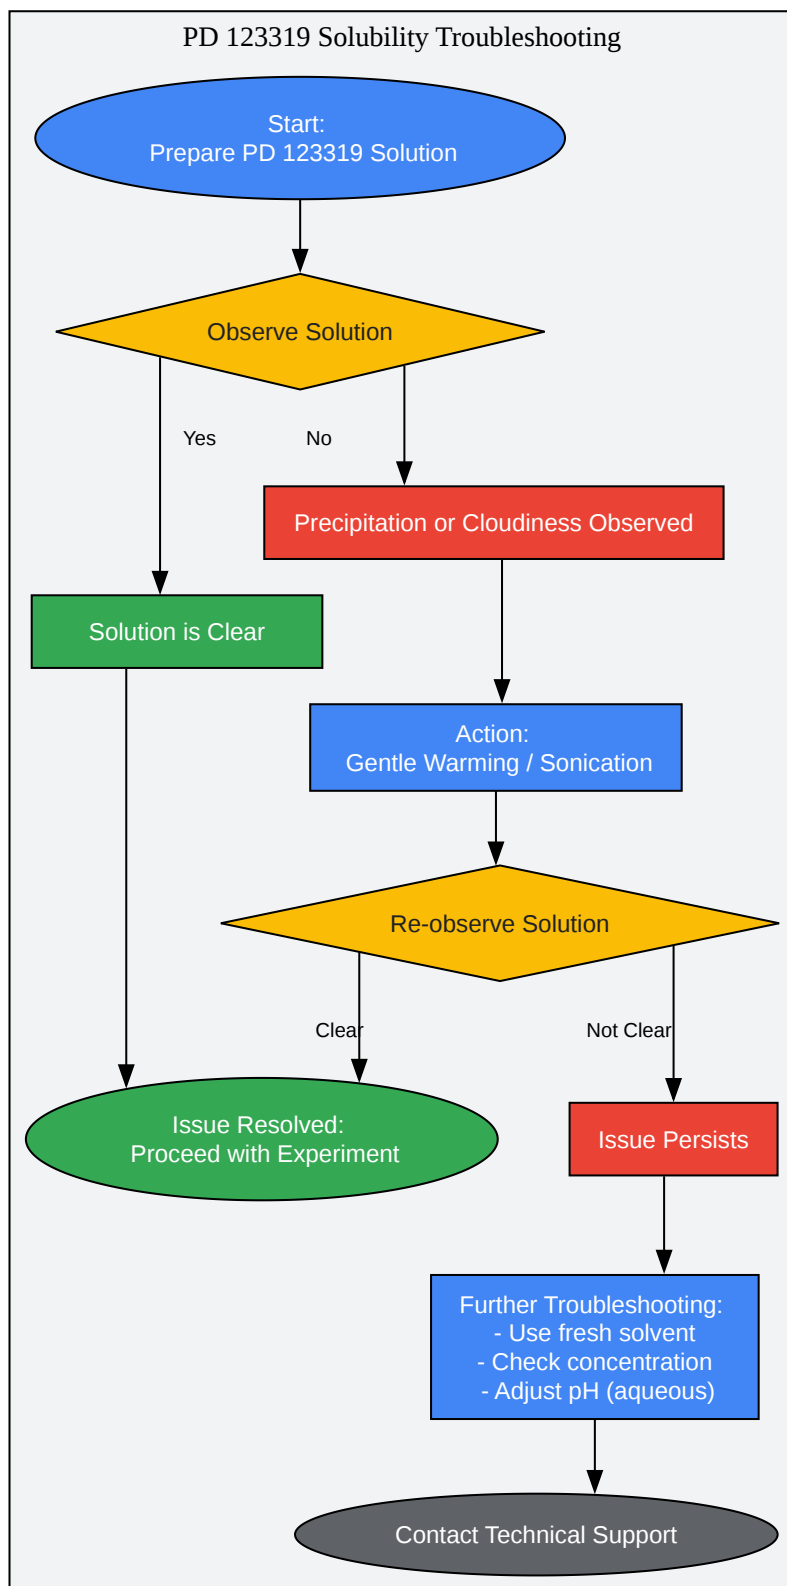 PD 123319 Solubility Troubleshooting
Start:
Prepare PD 123319 Solution
Observe Solution
Yes
No
Precipitation or Cloudiness Observed
Solution is Clear
Action:
Gentle Warming / Sonication
Re-observe Solution
Clear
Not Clear
Issue Resolved:
Proceed with Experiment
Issue Persists
Further Troubleshooting:
- Use fresh solvent
- Check concentration
- Adjust pH (aqueous)
Contact Technical Support